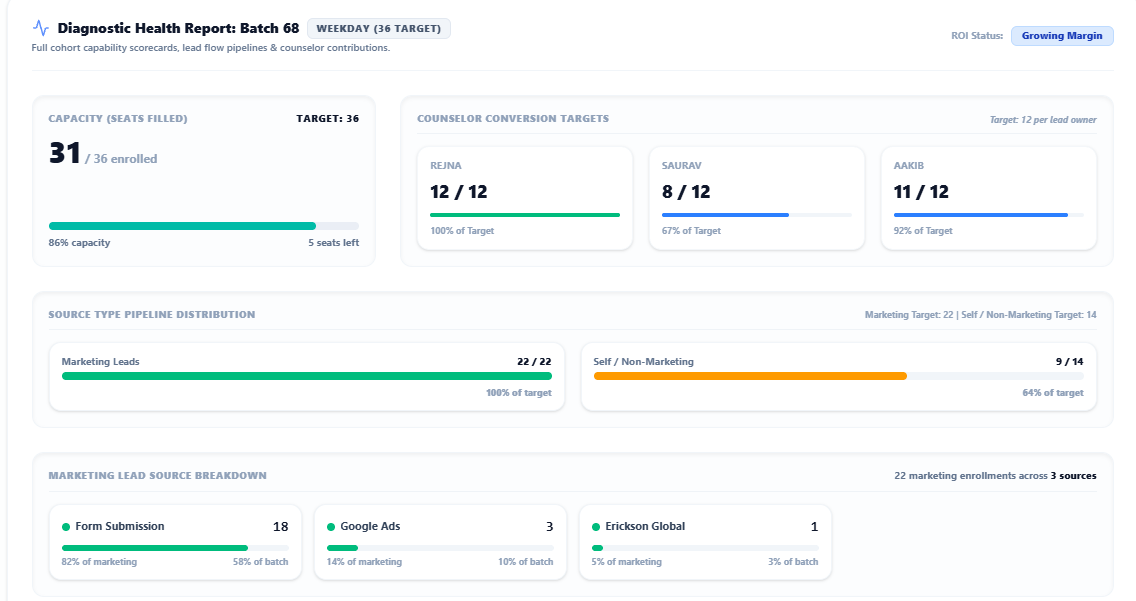 Diagnostic Health Report: Batch 68 WEEKDAY (36 TARGET)
Full cohort capability scorecards, lead flow pipelines & counselor contributions.
ROI Status: Growing Margin
CAPACITY (SEATS FILLED) TARGET: 36
31 / 36 enrolled
86% capacity 5 seats left
COUNSELOR CONVERSION TARGETS Target: 12 per lead owner
REJNA SAURAV AAKIB
12 / 12 8 / 12 11 / 12
100% of Target 67% of Target 92% of Target
SOURCE TYPE PIPELINE DISTRIBUTION Marketing Target: 22 | Self / Non-Marketing Target: 14
Marketing Leads 22 / 22 Self / Non-Marketing 9 / 14
100% of target 64% of target
MARKETING LEAD SOURCE BREAKDOWN 22 marketing enrollments across 3 sources
Form Submission 18 Google Ads 3 Erickson Global 1
82% of marketing 58% of batch 14% of marketing 10% of batch 5% of marketing 3% of batch